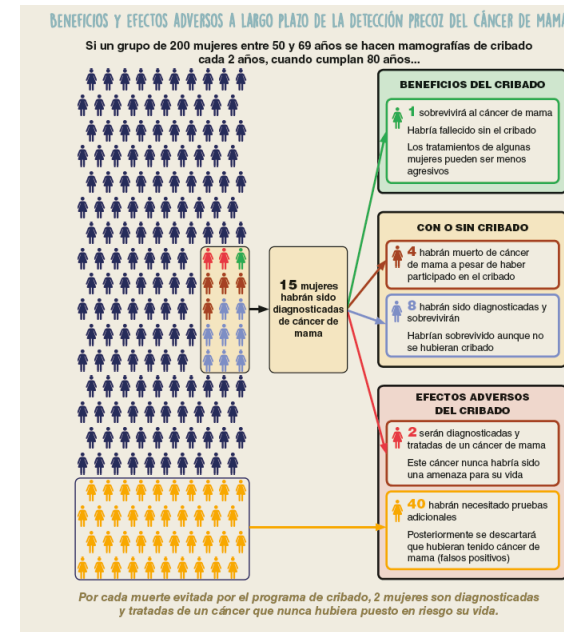 BENEFICIOS Y EFECTOS ADVERSOS A LARGO PLAZO DE LA DETECCIÓN PRECOZ DEL CÁNCER DE MAMA
Si un grupo de 200 mujeres entre 50 y 69 años se hacen mamografías de cribado
cada 2 años, cuando cumplan 80 años...
BENEFICIOS DEL CRIBADO
1 sobrevivirá al cáncer de mama
Habría fallecido sin el cribado
Los tratamientos de algunas
mujeres pueden ser menos
agresivos
15 mujeres
habrán sido
diagnosticadas
de cáncer de
mama
CON O SIN CRIBADO
4 habrán muerto de cáncer
de mama a pesar de haber
participado en el cribado
8 habrán sido diagnosticadas y
sobrevivirán
Habrían sobrevivido aunque no
se hubieran cribado
EFECTOS ADVERSOS
DEL CRIBADO
2 serán diagnosticadas y
tratadas de un cáncer de mama
Este cáncer nunca habría sido
una amenaza para su vida
40 habrán necesitado pruebas
adicionales
Posteriormente se descartará
que hubieran tenido cáncer de
mama (falsos positivos)
Por cada muerte evitada por el programa de cribado, 2 mujeres son diagnosticadas
y tratadas de un cáncer que nunca hubiera puesto en riesgo su vida.